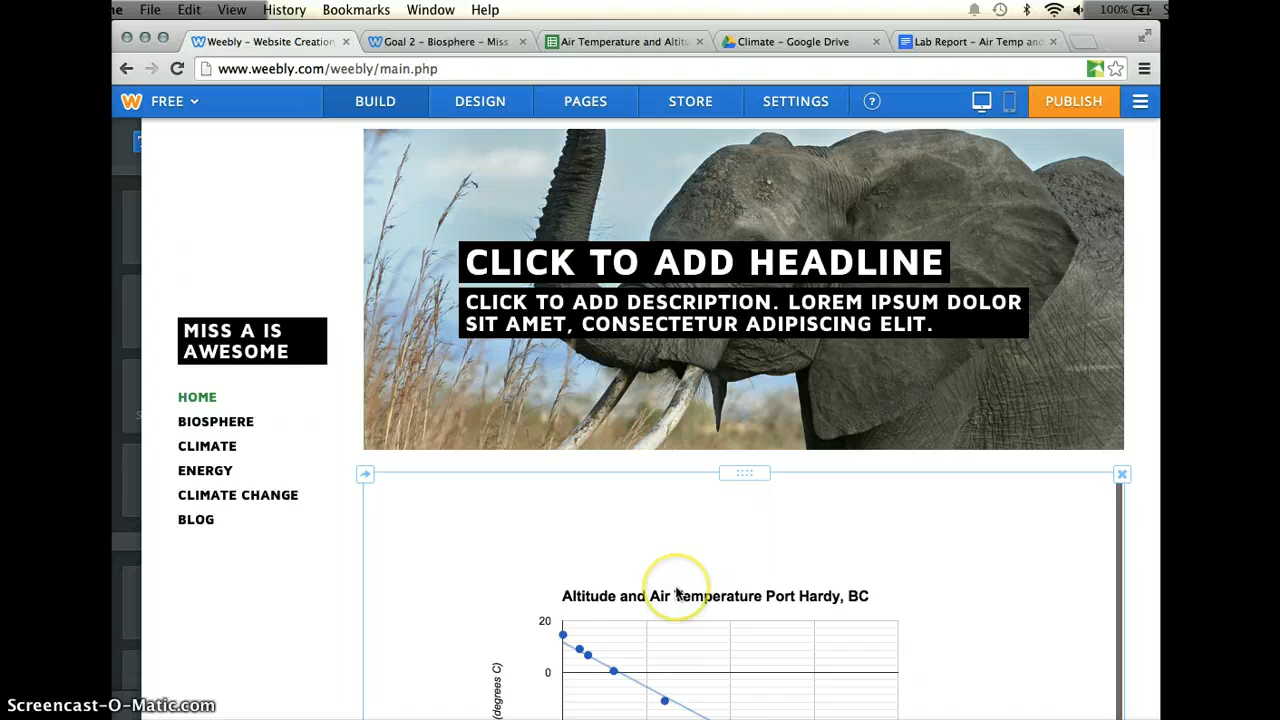 File Edit View History Bookmarks Window Help 100%
Weebly - Website Creation × Goal 2 – Biosphere - Miss × Air Temperature and Altitu × Climate - Google Drive × Lab Report - Air Temp and ×
www.weebly.com/weebly/main.php
W FREE BUILD DESIGN PAGES STORE SETTINGS ? PUBLISH
CLICK TO ADD HEADLINE
CLICK TO ADD DESCRIPTION. LOREM IPSUM DOLOR
SIT AMET, CONSECTETUR ADIPISCING ELIT.
MISS A IS
AWESOME
HOME
BIOSPHERE
CLIMATE
ENERGY
CLIMATE CHANGE
BLOG
Altitude and Air Temperature Port Hardy, BC
20
0
(degrees C)
Screencast-O-Matic.com